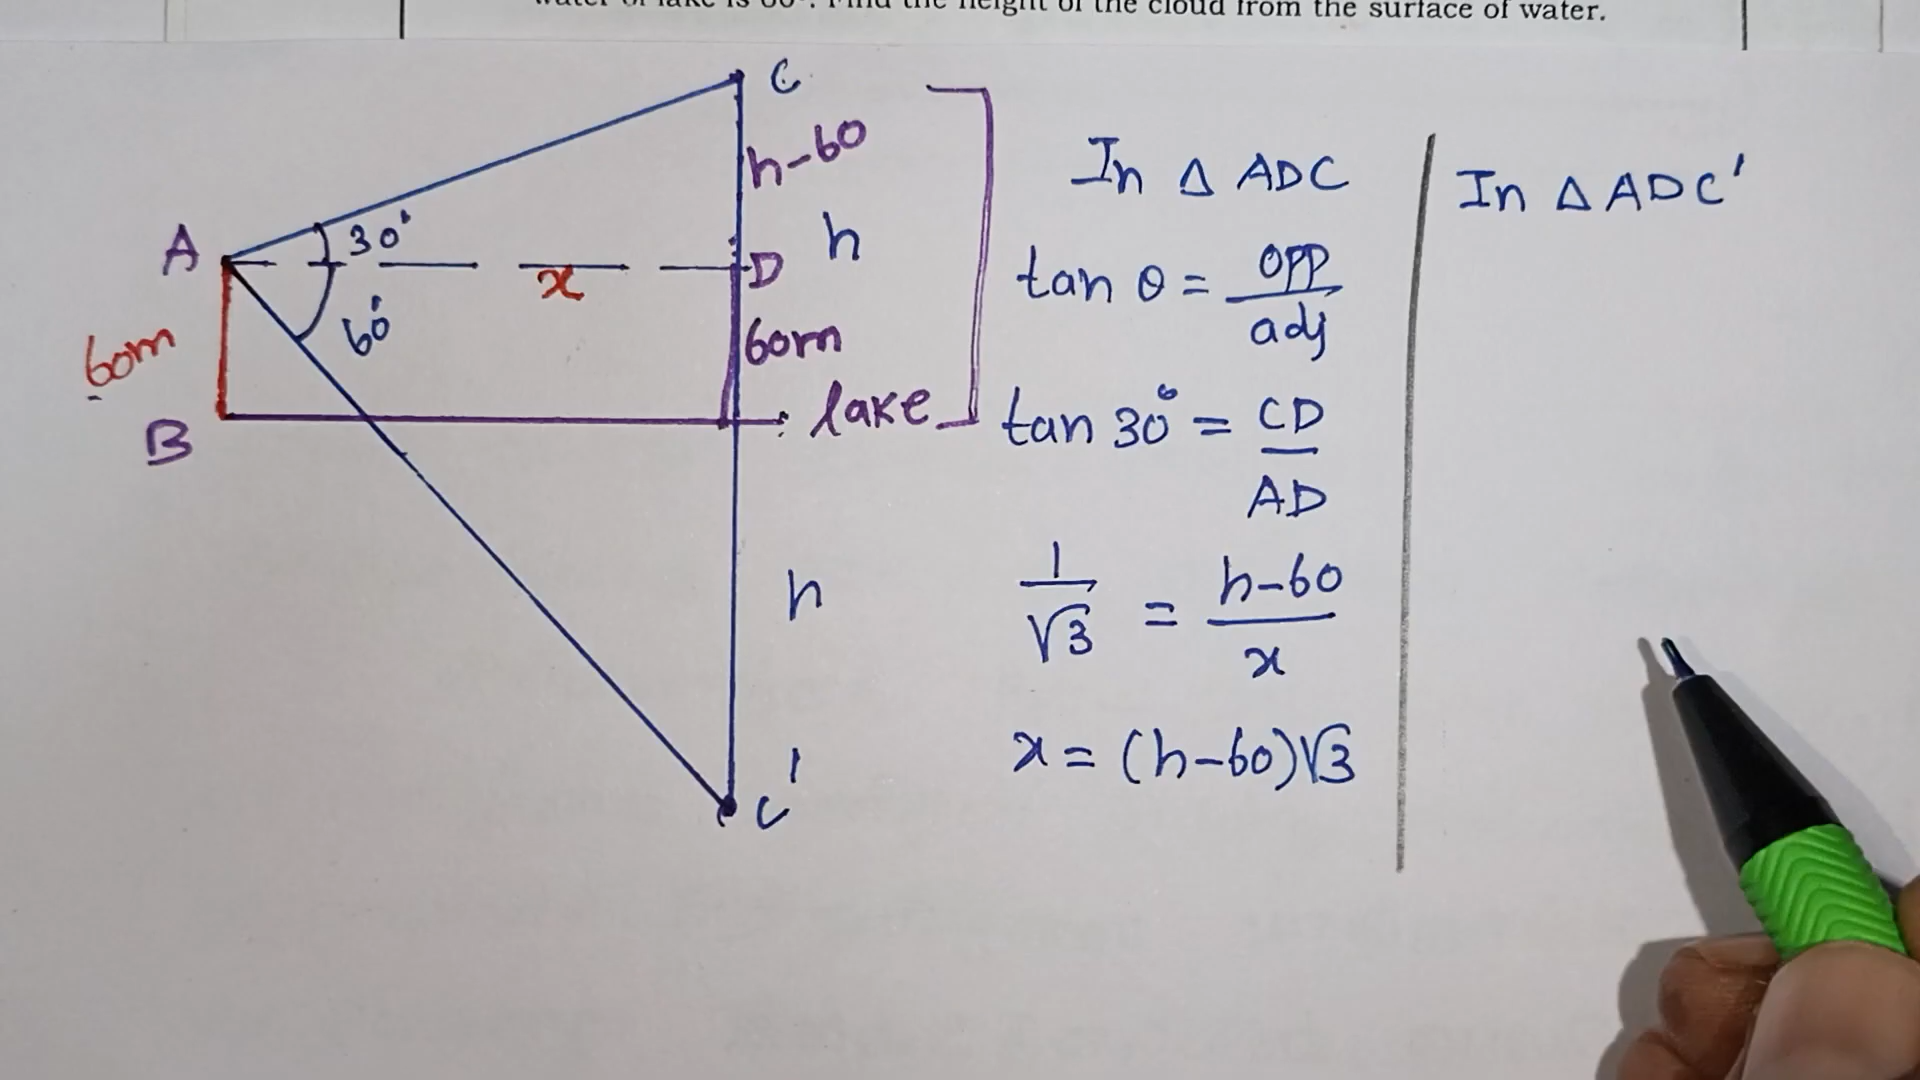 water of lake is 60°. Find the height of the cloud from the surface of water.
C
h-60
A
30°
h
D
x
60°
60m
60m
lake
B
h
C'
In Δ ADC
tan θ = opp/adj
tan 30° = CD/AD
1/√3 = h-60/x
x = (h-60)√3
In Δ ADC'